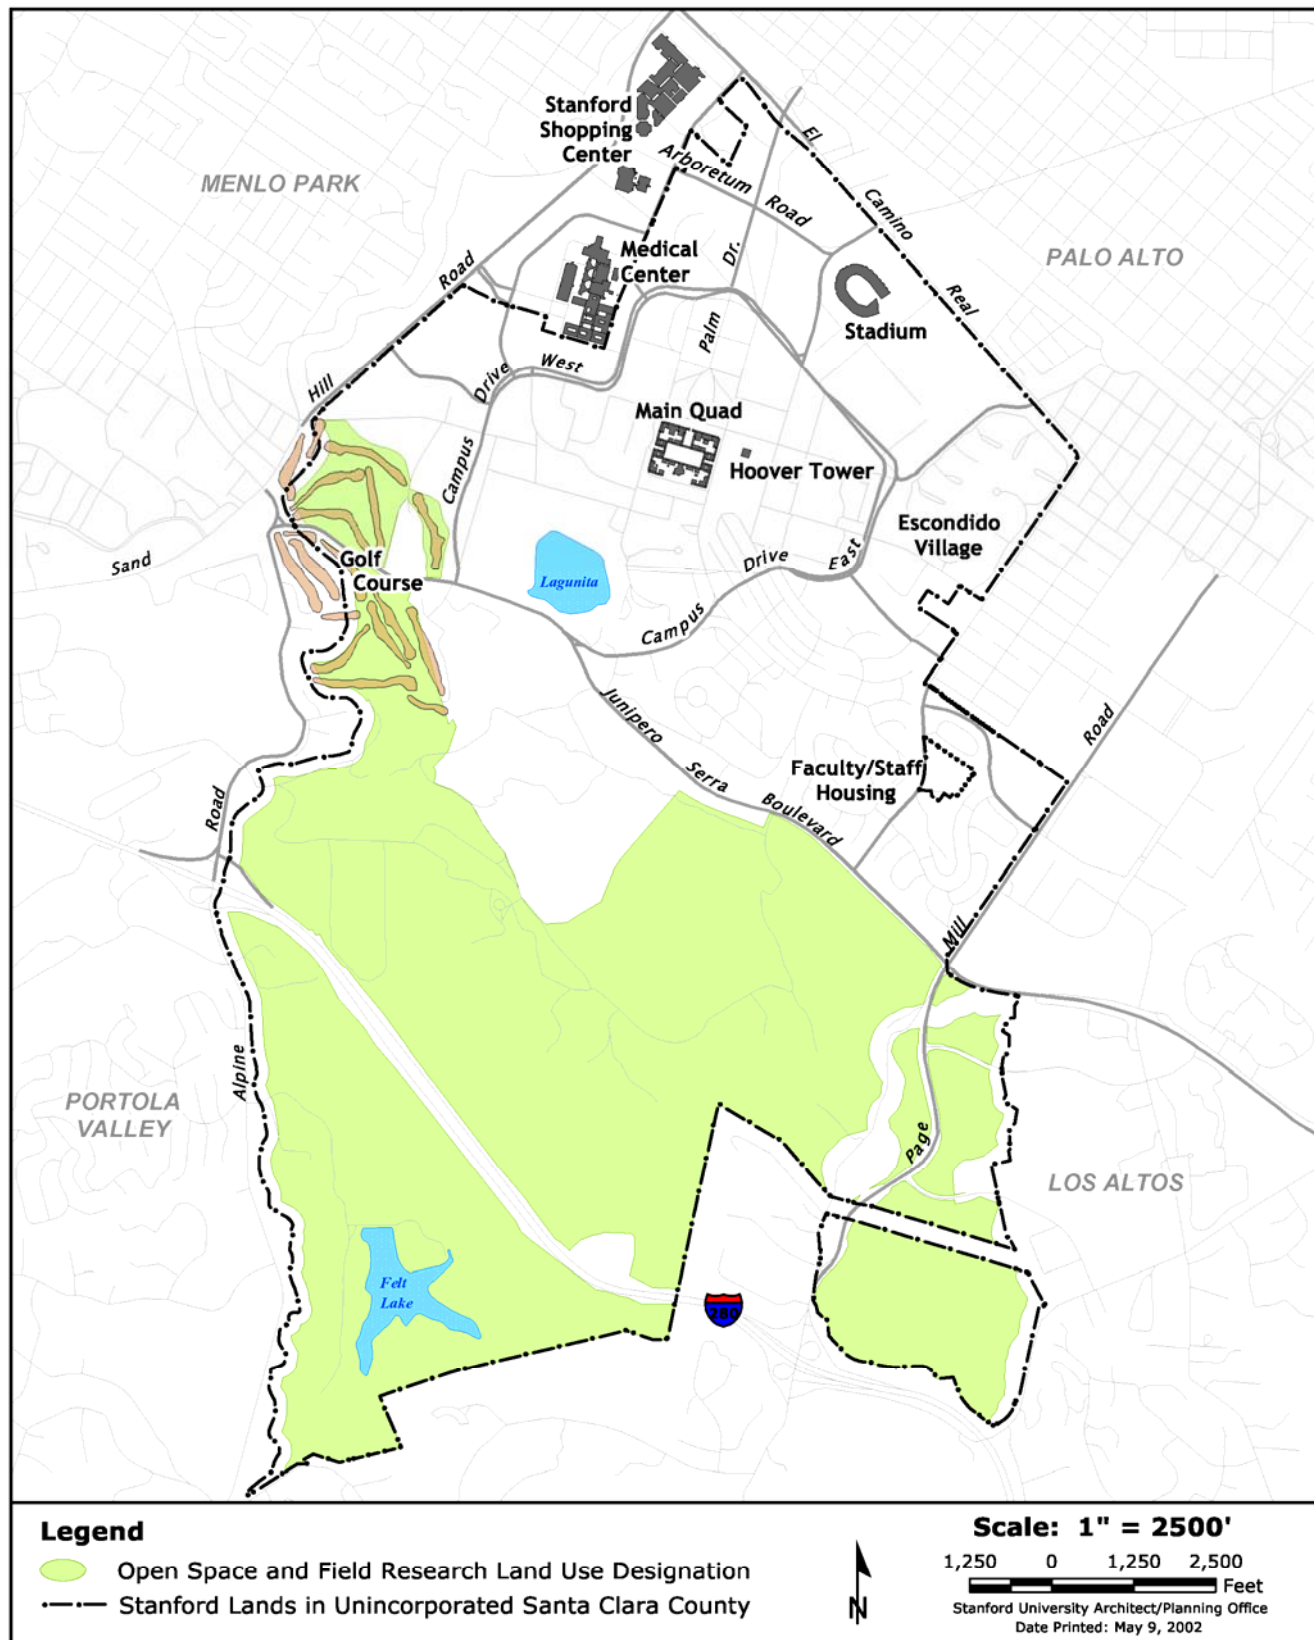 Stanford
Shopping
Center
El
Arboretum
MENLO PARK
Road
Camino
Dr.
Medical
Center
PALO ALTO
Road
Real
Palm
Stadium
West
Drive
Hill
Main Quad
Campus
Hoover Tower
Escondido
Village
Sand
Golf
Course
Lagunita
Drive
East
Campus
Junipero
Road
Serra
Faculty/Staff
Housing
Boulevard
Road
Mill
Alpine
PORTOLA
VALLEY
Page
LOS ALTOS
Felt
Lake
280
Legend
Open Space and Field Research Land Use Designation
Stanford Lands in Unincorporated Santa Clara County
N
Scale: 1" = 2500'
1,250 0 1,250 2,500
Feet
Stanford University Architect/Planning Office
Date Printed: May 9, 2002